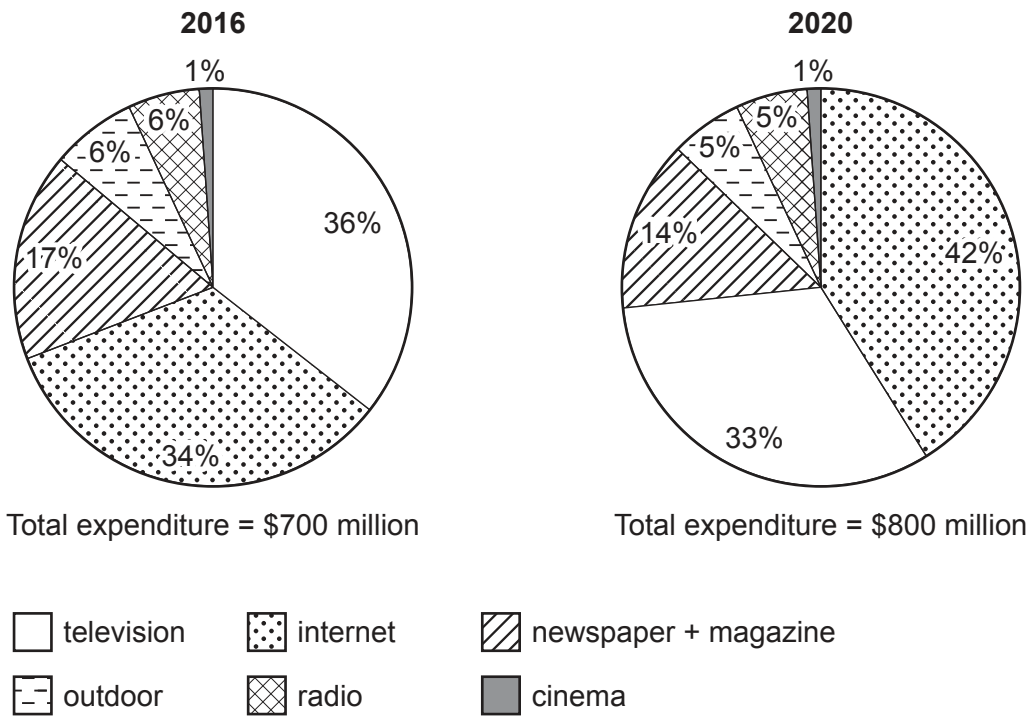 2016
1%
6%
6%
36%
17%
34%
Total expenditure = $700 million
2020
1%
5%
5%
42%
14%
33%
Total expenditure = $800 million
television
internet
newspaper + magazine
outdoor
radio
cinema